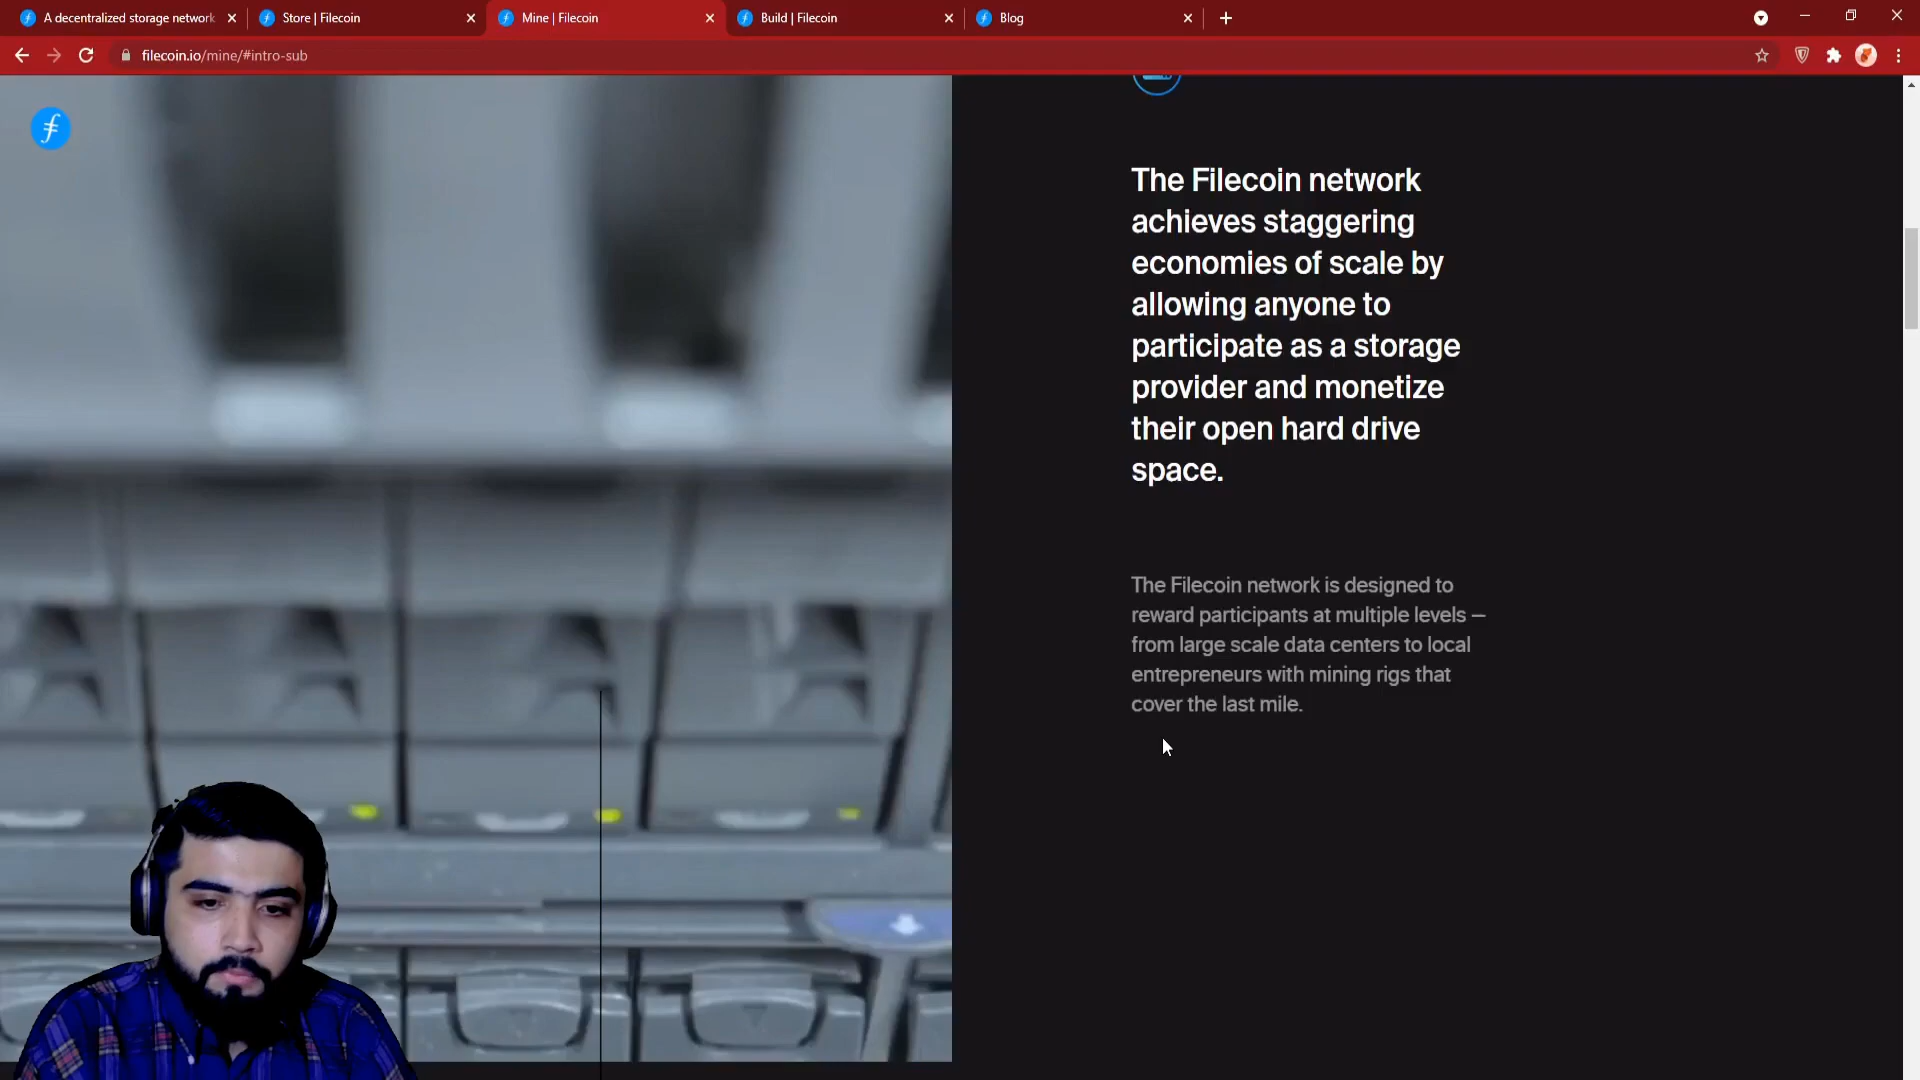 A decentralized storage network
Store | Filecoin
Mine | Filecoin
Build | Filecoin
Blog
filecoin.io/mine/#intro-sub
The Filecoin network
achieves staggering
economies of scale by
allowing anyone to
participate as a storage
provider and monetize
their open hard drive
space.
The Filecoin network is designed to
reward participants at multiple levels —
from large scale data centers to local
entrepreneurs with mining rigs that
cover the last mile.